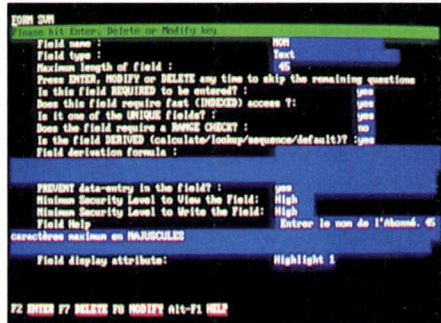 FORM SVM
Please hit Enter, Delete or Modify key
Field name : NOM
Field type : Text
Maximum length of field : 45
Press ENTER, MODIFY or DELETE any time to skip the remaining questions
Is this field REQUIRED to be entered? : yes
Does this field require fast (INDEXED) access ?: yes
Is it one of the UNIQUE fields? : yes
Does the field require a RANGE CHECK? : no
Is the field DERIVED (calculate/lookup/sequence/default)? :yes
Field derivation formula :
PREVENT data-entry in the field? : yes
Minimum Security Level to View the Field: High
Minimum Security Level to Write the Field: High
Field Help Entrer le nom de l'Abonné. 45
caractères maximum en MAJUSCULES
Field display attribute: Highlight 1
F2 ENTER F7 DELETE F8 MODIFY Alt-F1 HELP